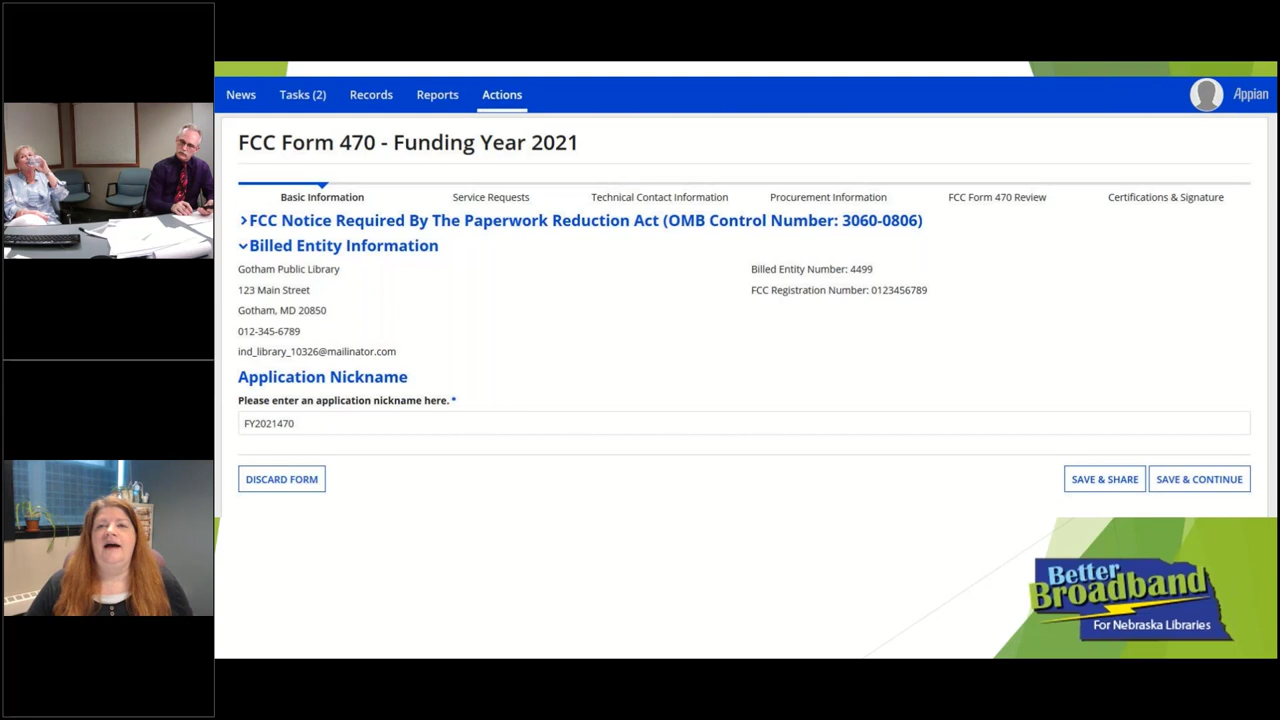 News Tasks (2) Records Reports Actions Appian
FCC Form 470 - Funding Year 2021
Basic Information Service Requests Technical Contact Information Procurement Information FCC Form 470 Review Certifications & Signature
FCC Notice Required By The Paperwork Reduction Act (OMB Control Number: 3060-0806)
Billed Entity Information
Gotham Public Library Billed Entity Number: 4499
123 Main Street FCC Registration Number: 0123456789
Gotham, MD 20850
012-345-6789
ind_library_10326@mailinator.com
Application Nickname
Please enter an application nickname here. *
FY2021470
DISCARD FORM SAVE & SHARE SAVE & CONTINUE
Better
Broadband
For Nebraska Libraries